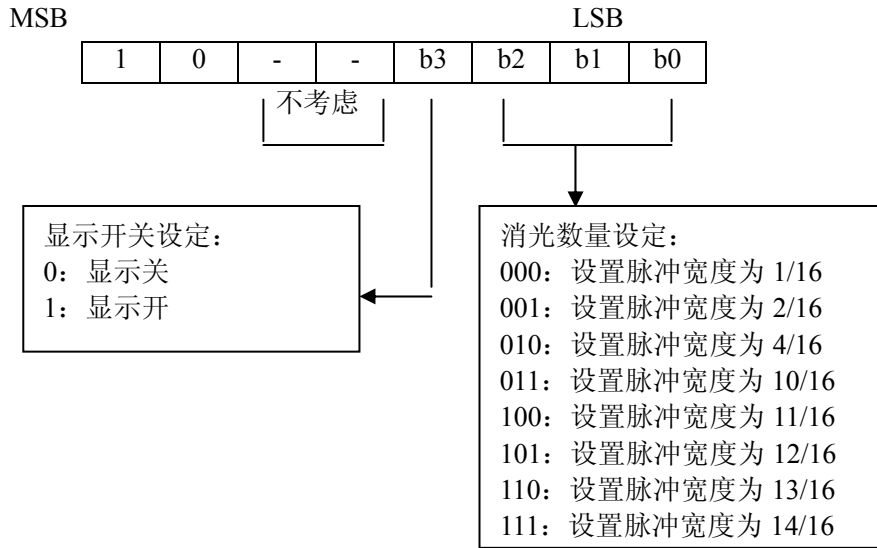 MSB LSB
1 0 - - b3 b2 b1 b0
不考虑
显示开关设定：
0：显示关
1：显示开
消光数量设定：
000：设置脉冲宽度为 1/16
001：设置脉冲宽度为 2/16
010：设置脉冲宽度为 4/16
011：设置脉冲宽度为 10/16
100：设置脉冲宽度为 11/16
101：设置脉冲宽度为 12/16
110：设置脉冲宽度为 13/16
111：设置脉冲宽度为 14/16